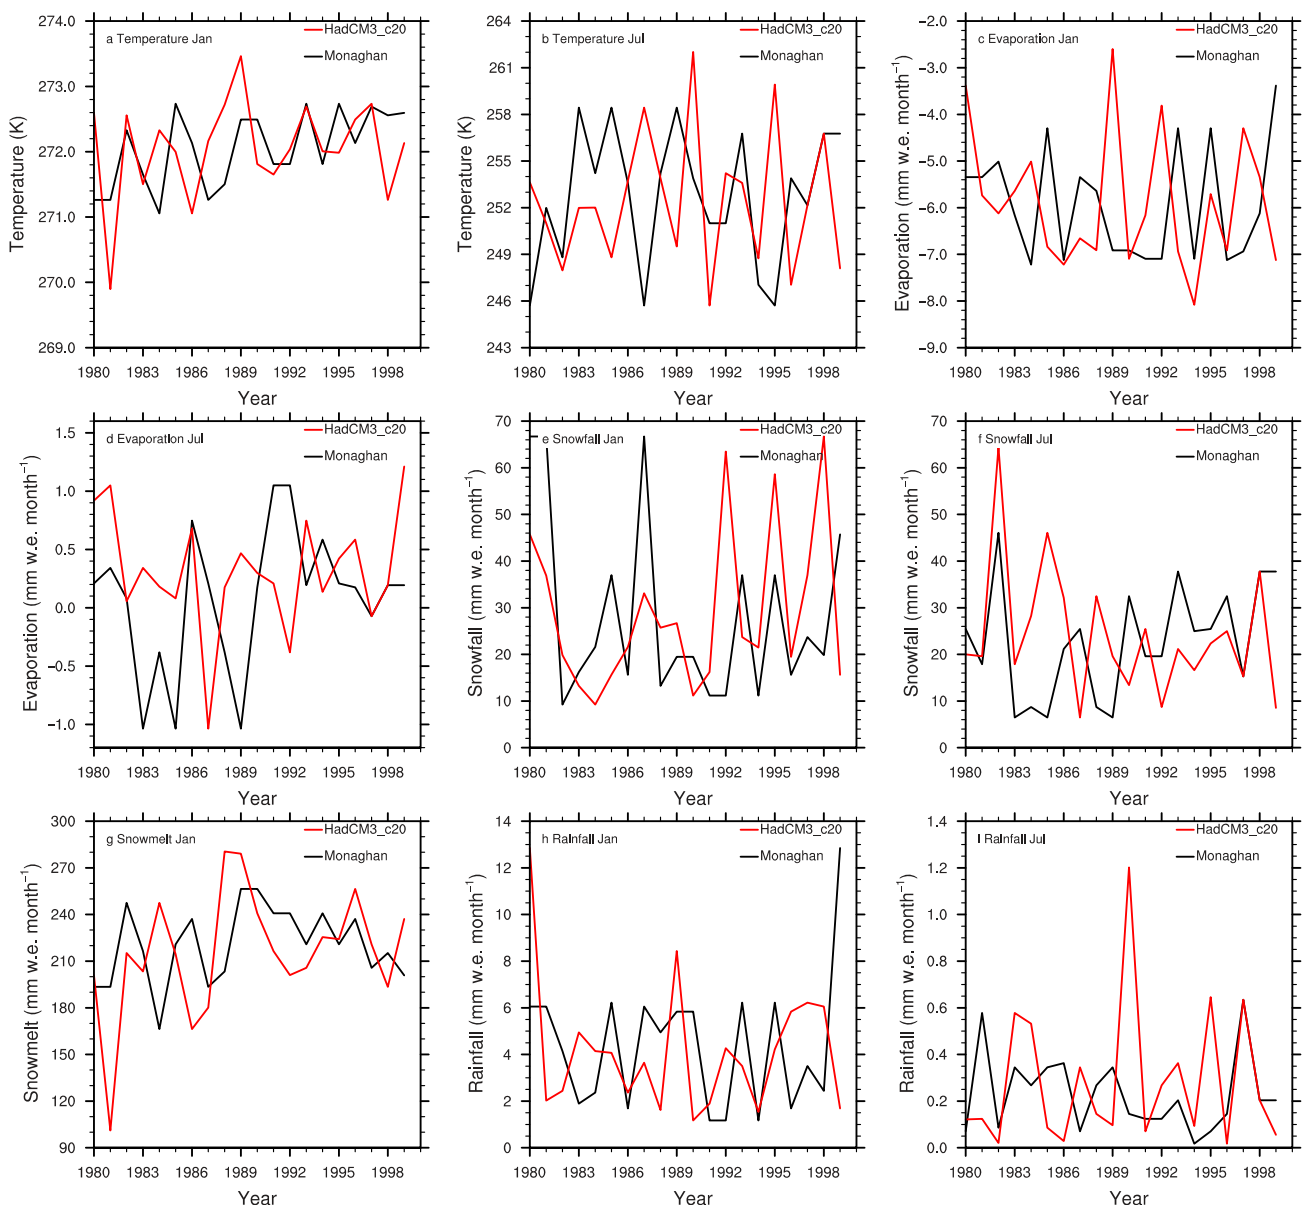 274.0
273.0
272.0
271.0
270.0
269.0
Temperature (K)
a Temperature Jan
HadCM3_c20
Monaghan
1980 1983 1986 1989 1992 1995 1998
Year
264
261
258
255
252
249
246
243
Temperature (K)
b Temperature Jul
HadCM3_c20
Monaghan
1980 1983 1986 1989 1992 1995 1998
Year
−2.0
−3.0
−4.0
−5.0
−6.0
−7.0
−8.0
−9.0
Evaporation (mm w.e. month⁻¹)
c Evaporation Jan
HadCM3_c20
Monaghan
1980 1983 1986 1989 1992 1995 1998
Year
1.5
1.0
0.5
0.0
−0.5
−1.0
Evaporation (mm w.e. month⁻¹)
d Evaporation Jul
HadCM3_c20
Monaghan
1980 1983 1986 1989 1992 1995 1998
Year
70
60
50
40
30
20
10
0
Snowfall (mm w.e. month⁻¹)
e Snowfall Jan
HadCM3_c20
Monaghan
1980 1983 1986 1989 1992 1995 1998
Year
70
60
50
40
30
20
10
0
Snowfall (mm w.e. month⁻¹)
f Snowfall Jul
HadCM3_c20
Monaghan
1980 1983 1986 1989 1992 1995 1998
Year
300
270
240
210
180
150
120
90
Snowmelt (mm w.e. month⁻¹)
g Snowmelt Jan
HadCM3_c20
Monaghan
1980 1983 1986 1989 1992 1995 1998
Year
14
12
10
8
6
4
2
0
Rainfall (mm w.e. month⁻¹)
h Rainfall Jan
HadCM3_c20
Monaghan
1980 1983 1986 1989 1992 1995 1998
Year
1.4
1.2
1.0
0.8
0.6
0.4
0.2
0.0
Rainfall (mm w.e. month⁻¹)
I Rainfall Jul
HadCM3_c20
Monaghan
1980 1983 1986 1989 1992 1995 1998
Year